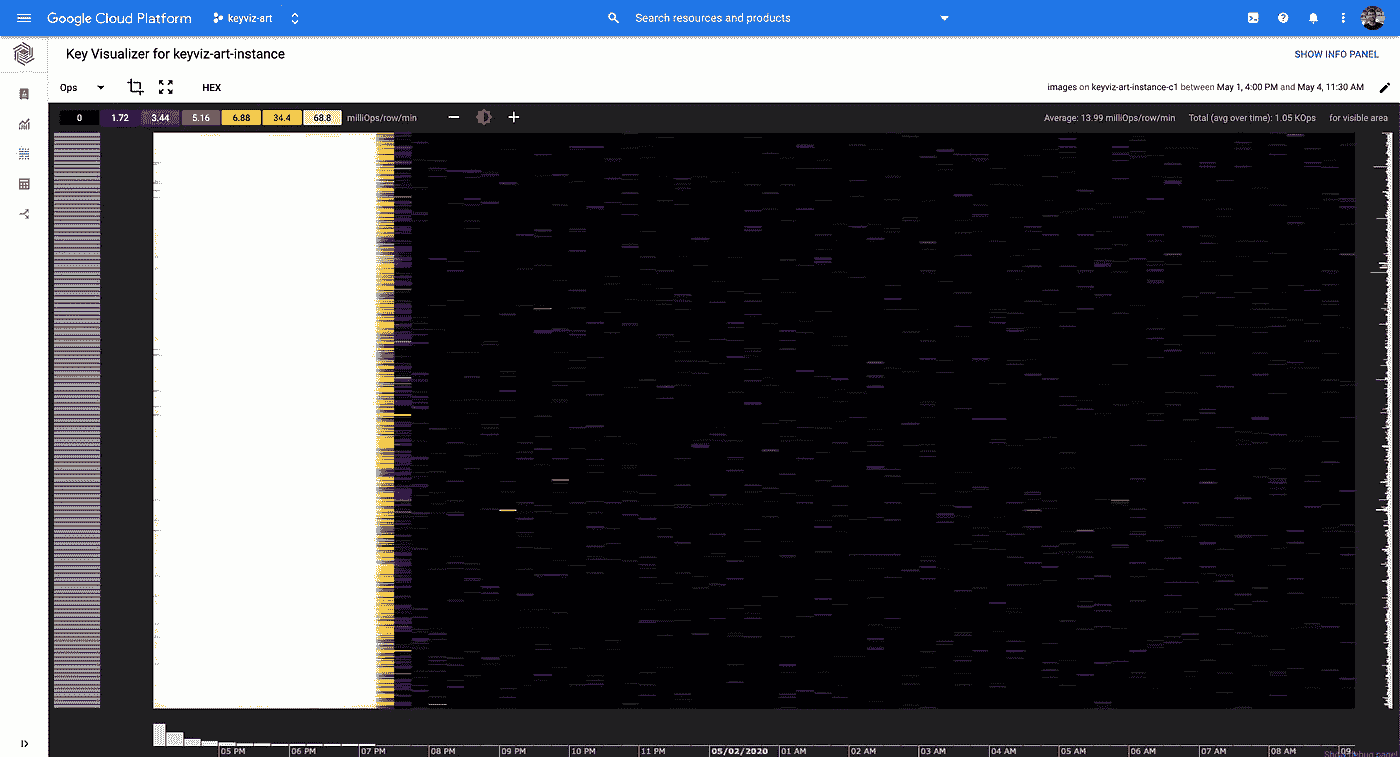 Google Cloud Platform keyviz-art Search resources and products
Key Visualizer for keyviz-art-instance SHOW INFO PANEL
Ops HEX images on keyviz-art-instance-c1 between May 1, 4:00 PM and May 4, 11:30 AM
0 1.72 3.44 5.16 6.88 34.4 68.8 milliOps/row/min Average: 13.99 milliOps/row/min Total (avg over time): 1.05 KOps for visible area
05 PM 06 PM 07 PM 08 PM 09 PM 10 PM 11 PM 05/02/2020 01 AM 02 AM 03 AM 04 AM 05 AM 06 AM 07 AM 08 AM 09
Show debug panel